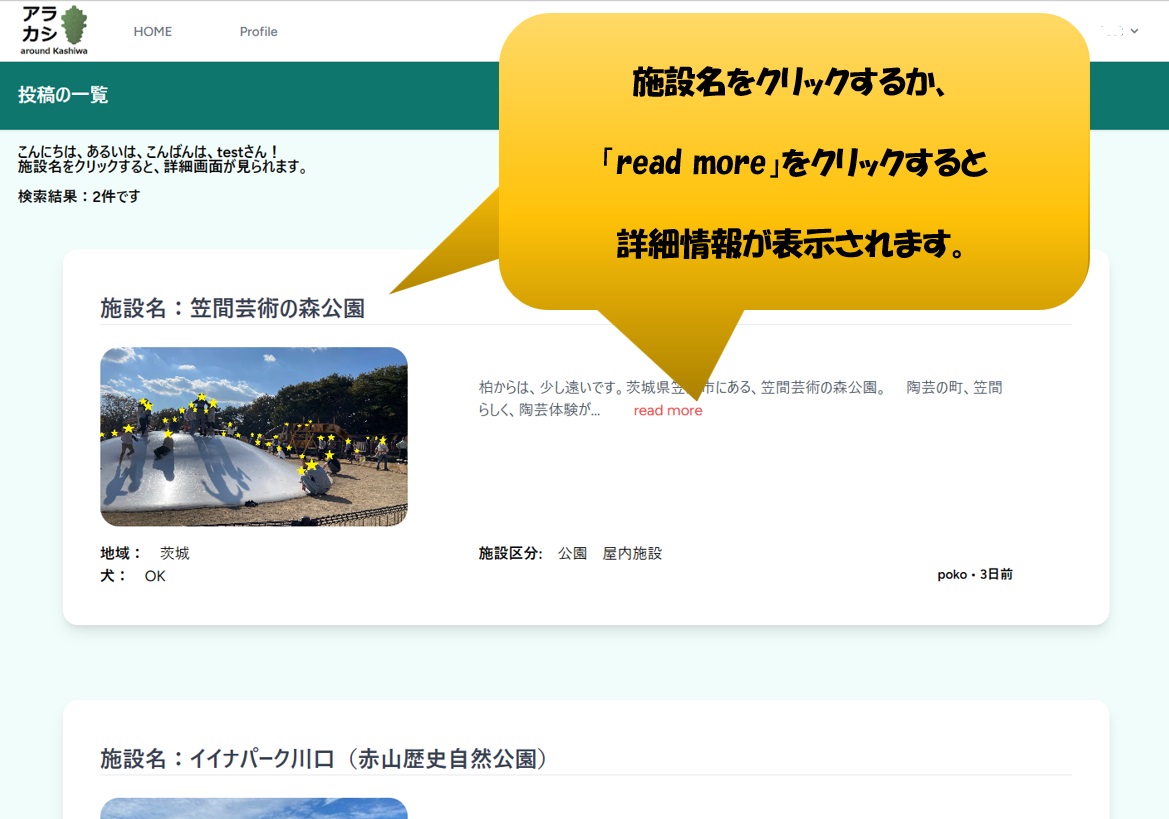 アラ
カシ
around Kashiwa
HOME
Profile
投稿の一覧
施設名をクリックするか、
「read more」をクリックすると
詳細情報が表示されます。
こんにちは、あるいは、こんばんは、testさん！
施設名をクリックすると、詳細画面が見られます。
検索結果：2件です
施設名：笠間芸術の森公園
柏からは、少し遠いです。茨城県笠 市にある、笠間芸術の森公園。　陶芸の町、笠間
らしく、陶芸体験が...　read more
地域：　茨城
施設区分:　公園　屋内施設
犬：　OK
poko・3日前
施設名：イイナパーク川口（赤山歴史自然公園）